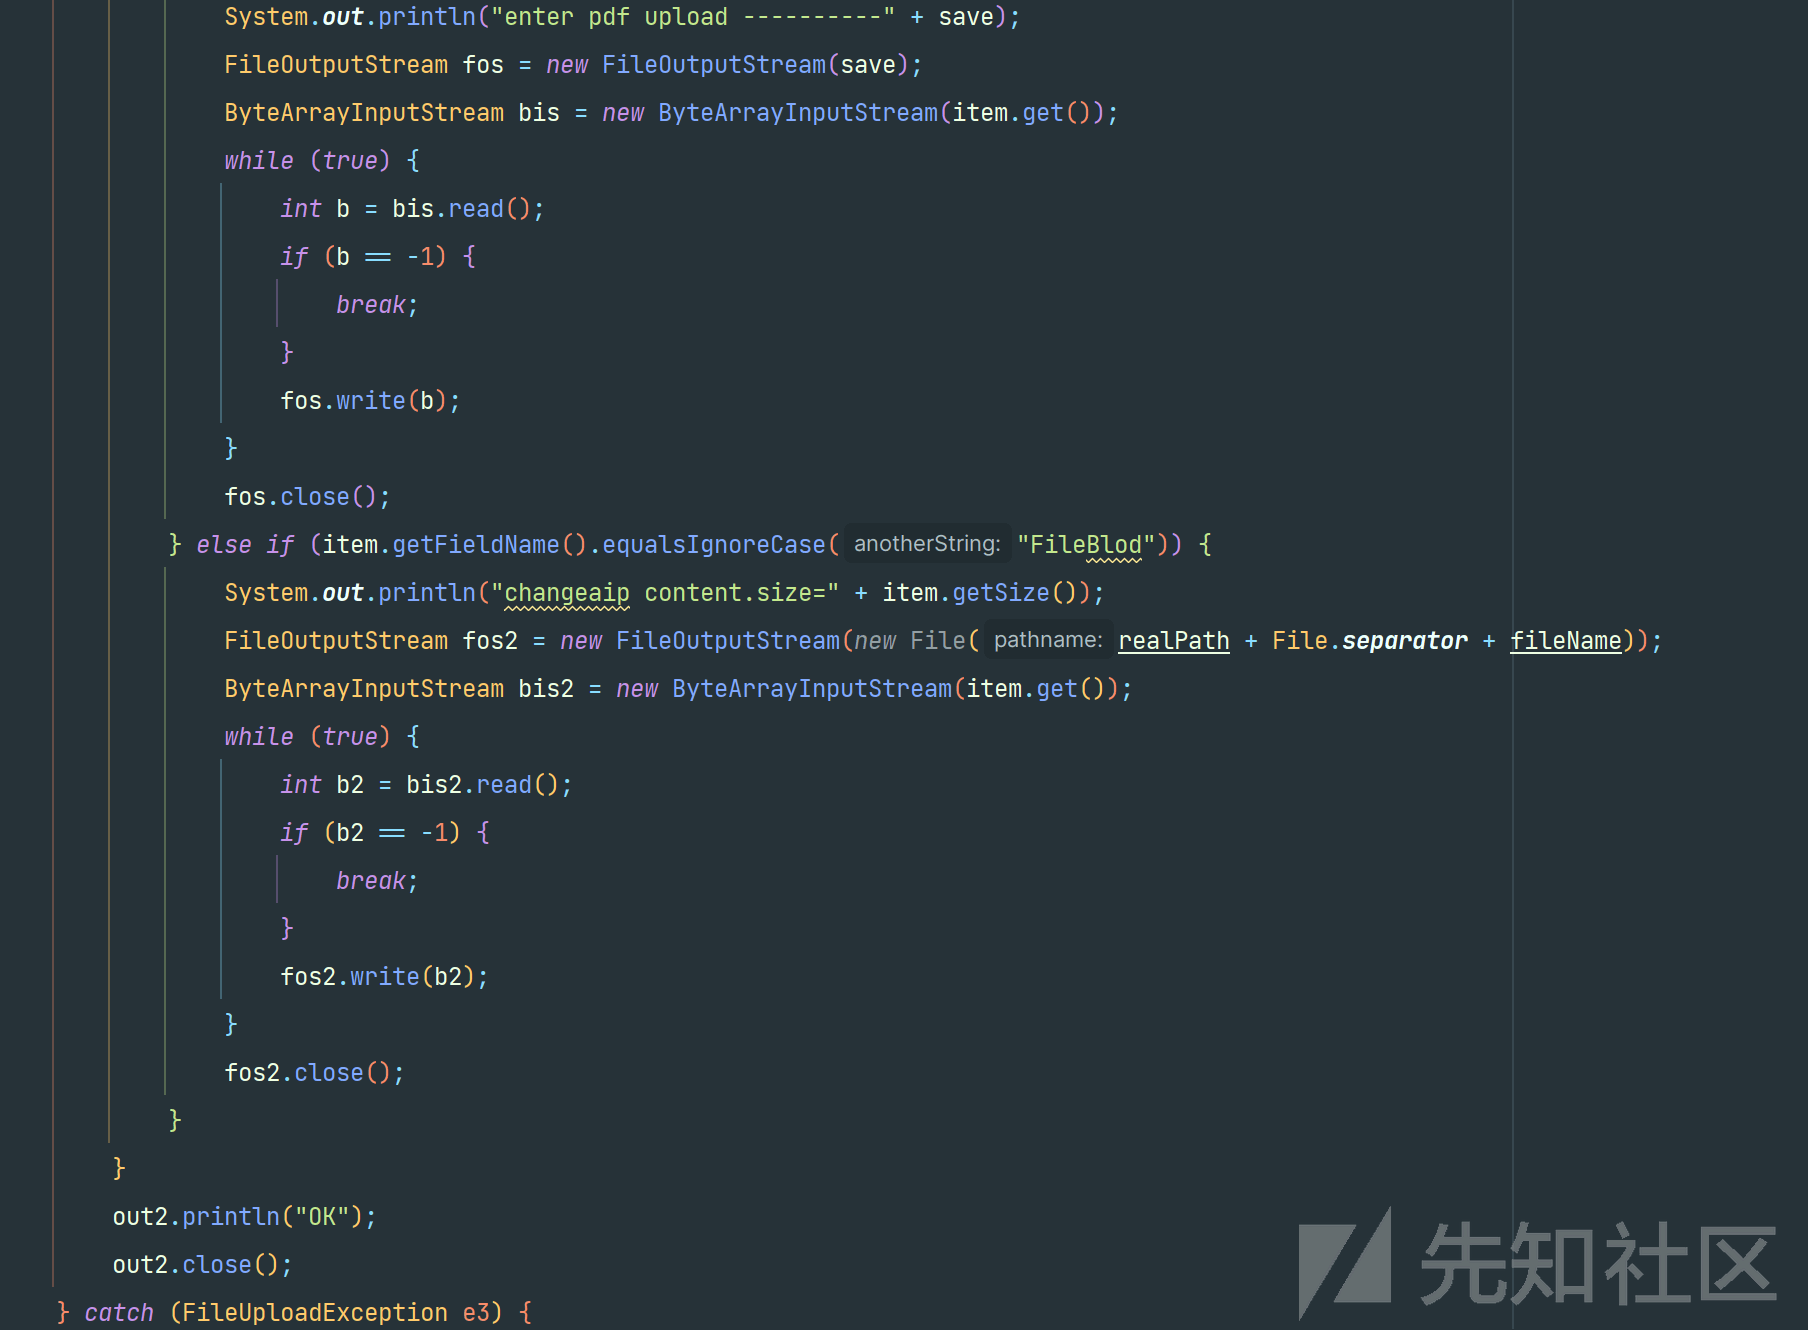 System.out.println("enter pdf upload ----------" + save);
FileOutputStream fos = new FileOutputStream(save);
ByteArrayInputStream bis = new ByteArrayInputStream(item.get());
while (true) {
int b = bis.read();
if (b == -1) {
break;
}
fos.write(b);
}
fos.close();
} else if (item.getFieldName().equalsIgnoreCase( anotherString: "FileBlod")) {
System.out.println("changeaip content.size=" + item.getSize());
FileOutputStream fos2 = new FileOutputStream(new File( pathname: realPath + File.separator + fileName));
ByteArrayInputStream bis2 = new ByteArrayInputStream(item.get());
while (true) {
int b2 = bis2.read();
if (b2 == -1) {
break;
}
fos2.write(b2);
}
fos2.close();
}
}
out2.println("OK");
out2.close();
} catch (FileUploadException e3) {
先知社区